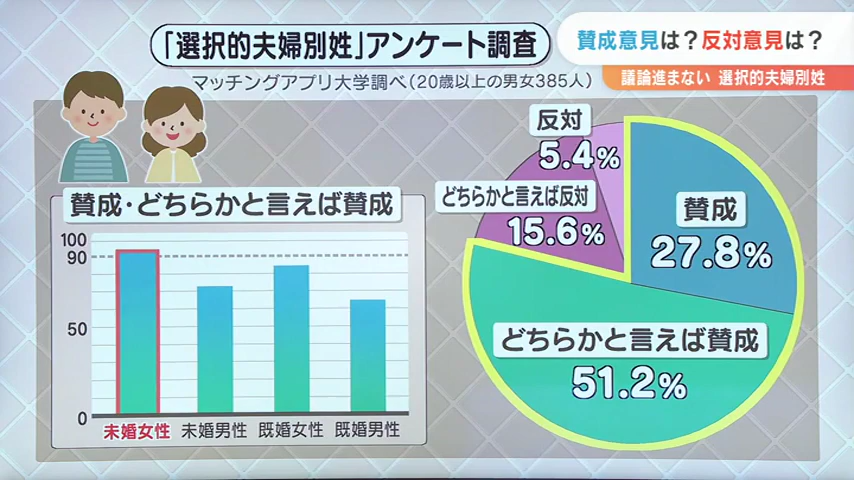 「選択的夫婦別姓」アンケート調査
マッチングアプリ大学調べ（20歳以上の男女385人）
賛成意見は？反対意見は？
議論進まない 選択的夫婦別姓
賛成・どちらかと言えば賛成
100
90
50
0
未婚女性 未婚男性 既婚女性 既婚男性
反対
5.4%
どちらかと言えば反対
15.6%
賛成
27.8%
どちらかと言えば賛成
51.2%